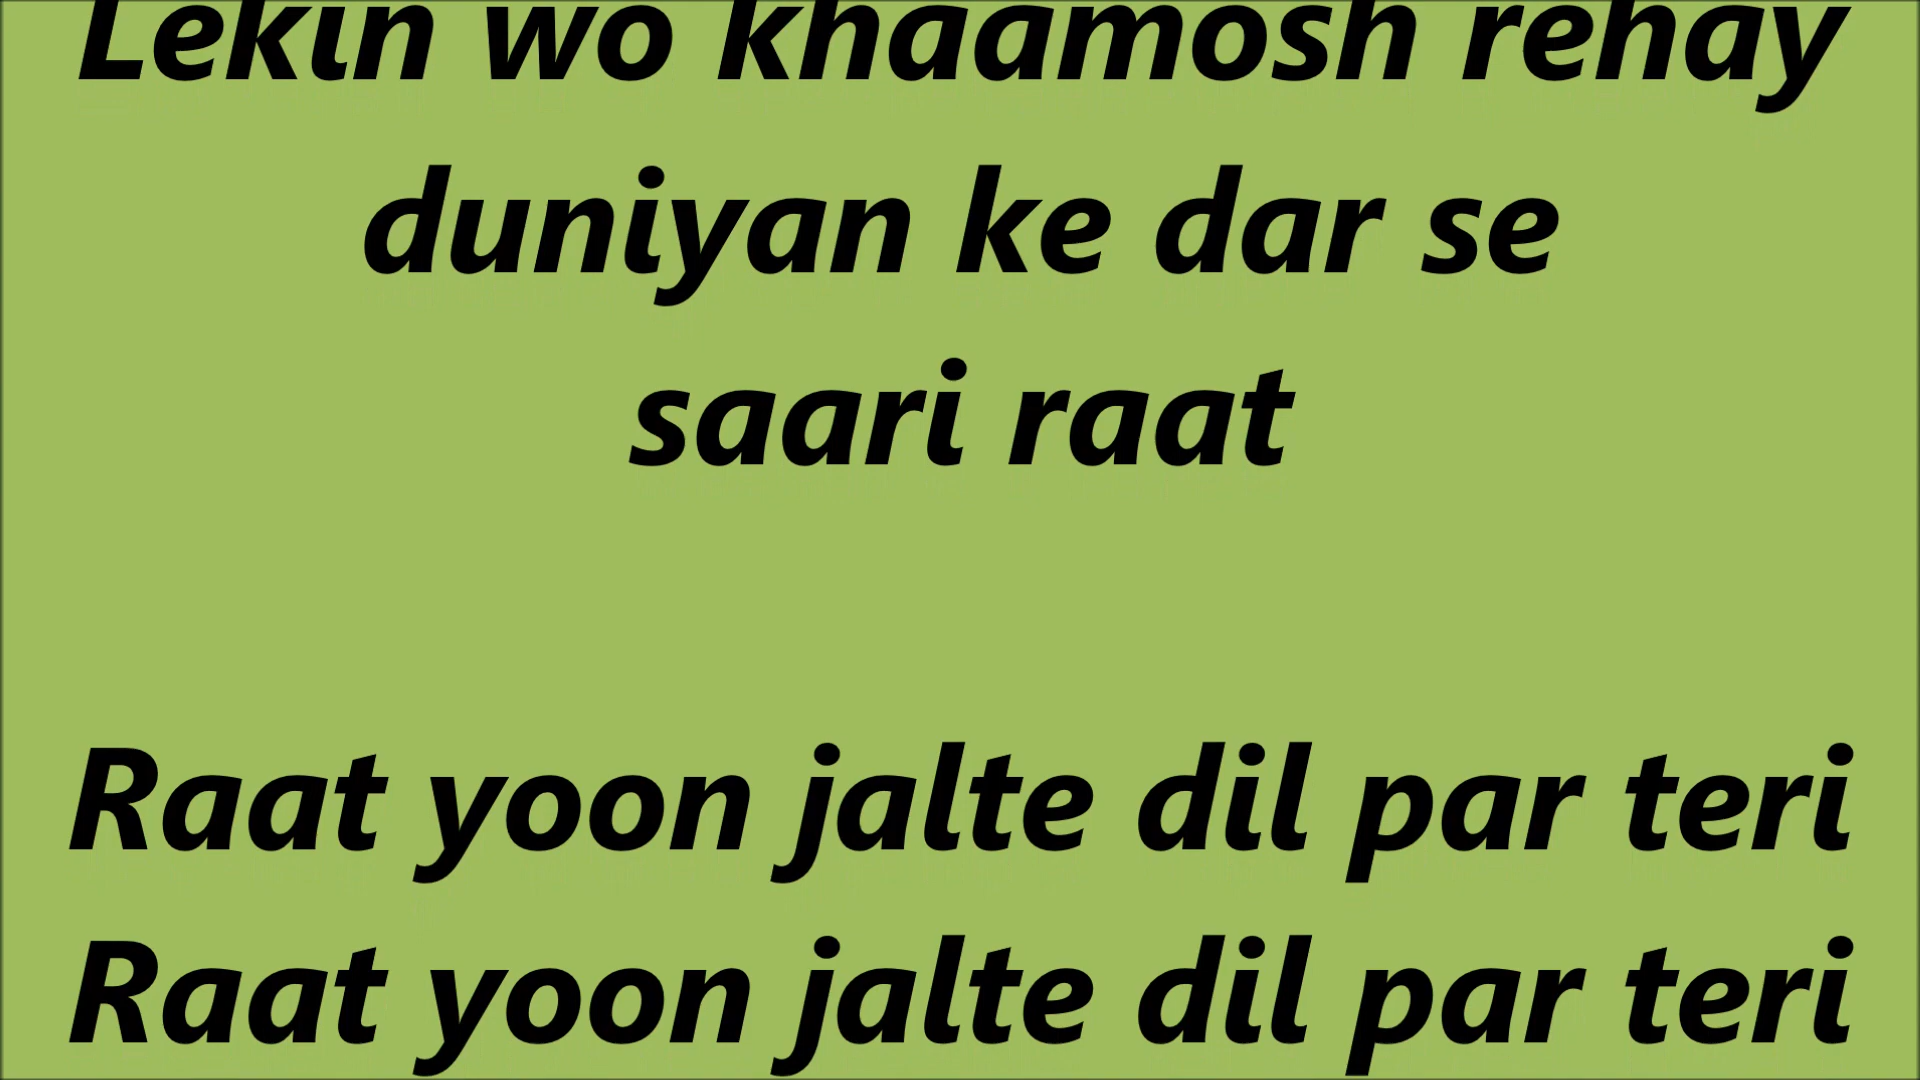 Lekin wo khaamosh rehay
duniyan ke dar se
saari raat
Raat yoon jalte dil par teri
Raat yoon jalte dil par teri